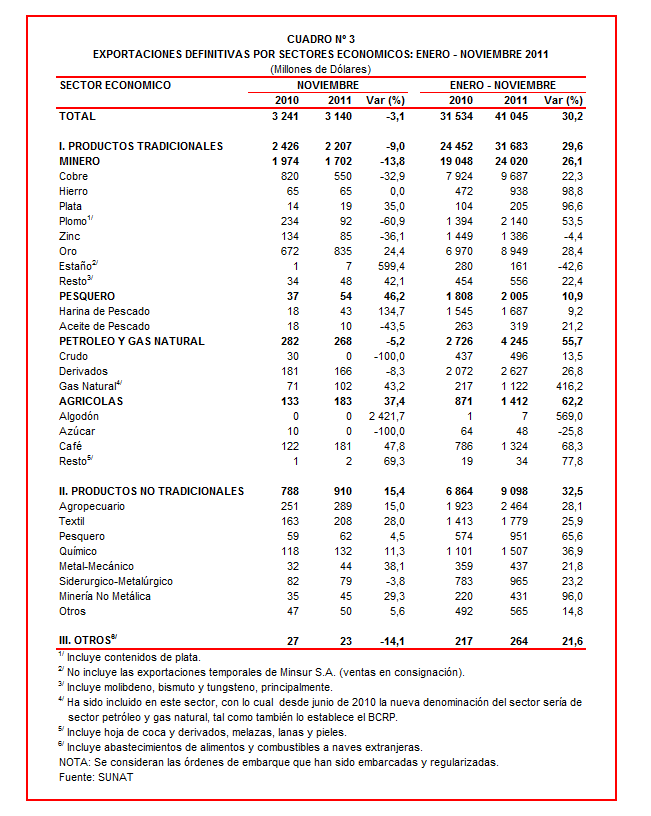 CUADRO Nº 3
EXPORTACIONES DEFINITIVAS POR SECTORES ECONOMICOS: ENERO - NOVIEMBRE 2011
(Millones de Dólares)
SECTOR ECONOMICO NOVIEMBRE ENERO - NOVIEMBRE
2010 2011 Var (%) 2010 2011 Var (%)
TOTAL 3 241 3 140 -3,1 31 534 41 045 30,2
I. PRODUCTOS TRADICIONALES 2 426 2 207 -9,0 24 452 31 683 29,6
MINERO 1 974 1 702 -13,8 19 048 24 020 26,1
Cobre 820 550 -32,9 7 924 9 687 22,3
Hierro 65 65 0,0 472 938 98,8
Plata 14 19 35,0 104 205 96,6
Plomo1/ 234 92 -60,9 1 394 2 140 53,5
Zinc 134 85 -36,1 1 449 1 386 -4,4
Oro 672 835 24,4 6 970 8 949 28,4
Estaño2/ 1 7 599,4 280 161 -42,6
Resto3/ 34 48 42,1 454 556 22,4
PESQUERO 37 54 46,2 1 808 2 005 10,9
Harina de Pescado 18 43 134,7 1 545 1 687 9,2
Aceite de Pescado 18 10 -43,5 263 319 21,2
PETROLEO Y GAS NATURAL 282 268 -5,2 2 726 4 245 55,7
Crudo 30 0 -100,0 437 496 13,5
Derivados 181 166 -8,3 2 072 2 627 26,8
Gas Natural4/ 71 102 43,2 217 1 122 416,2
AGRICOLAS 133 183 37,4 871 1 412 62,2
Algodón 0 0 2 421,7 1 7 569,0
Azúcar 10 0 -100,0 64 48 -25,8
Café 122 181 47,8 786 1 324 68,3
Resto5/ 1 2 69,3 19 34 77,8
II. PRODUCTOS NO TRADICIONALES 788 910 15,4 6 864 9 098 32,5
Agropecuario 251 289 15,0 1 923 2 464 28,1
Textil 163 208 28,0 1 413 1 779 25,9
Pesquero 59 62 4,5 574 951 65,6
Químico 118 132 11,3 1 101 1 507 36,9
Metal-Mecánico 32 44 38,1 359 437 21,8
Siderurgico-Metalúrgico 82 79 -3,8 783 965 23,2
Minería No Metálica 35 45 29,3 220 431 96,0
Otros 47 50 5,6 492 565 14,8
III. OTROS6/ 27 23 -14,1 217 264 21,6
1/ Incluye contenidos de plata.
2/ No incluye las exportaciones temporales de Minsur S.A. (ventas en consignación).
3/ Incluye molibdeno, bismuto y tungsteno, principalmente.
4/ Ha sido incluido en este sector, con lo cual desde junio de 2010 la nueva denominación del sector sería de
sector petróleo y gas natural, tal como también lo establece el BCRP.
5/ Incluye hoja de coca y derivados, melazas, lanas y pieles.
6/ Incluye abastecimientos de alimentos y combustibles a naves extranjeras.
NOTA: Se consideran las órdenes de embarque que han sido embarcadas y regularizadas.
Fuente: SUNAT